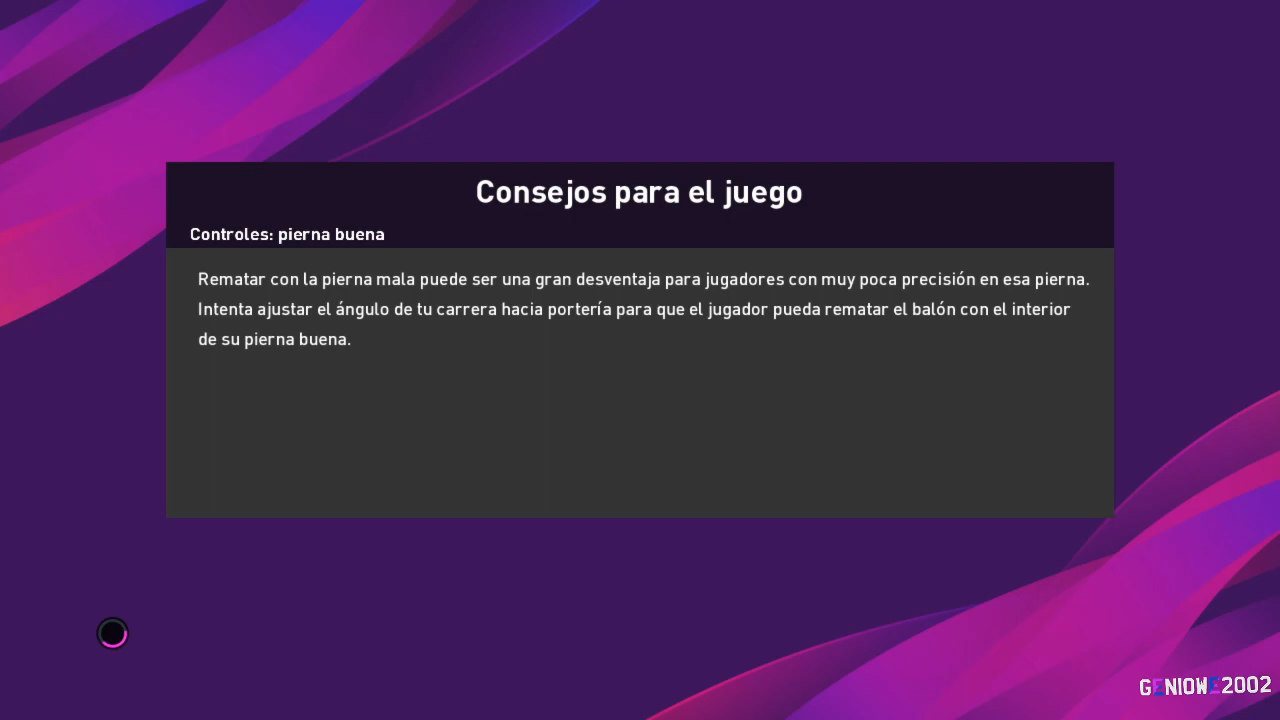 Consejos para el juego
Controles: pierna buena
Rematar con la pierna mala puede ser una gran desventaja para jugadores con muy poca precisión en esa pierna.
Intenta ajustar el ángulo de tu carrera hacia portería para que el jugador pueda rematar el balón con el interior
de su pierna buena.
GENIOWE2002